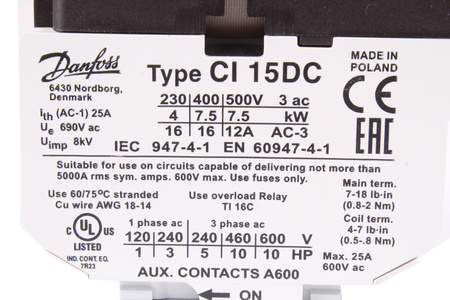 Danfoss
6430 Nordborg,
Denmark
Type CI 15DC
MADE IN
POLAND
CE
EAC
Ith (AC-1) 25A
Ue 690V ac
Uimp 8kV
230 400 500V 3 ac
4 7.5 7.5 kW
16 16 12A AC-3
IEC 947-4-1 EN 60947-4-1
Suitable for use on circuits capable of delivering not more than
5000A rms sym. amps. 600V max. Use fuses only.
Use 60/75°C stranded
Cu wire AWG 18-14
Use overload Relay
TI 16C
Main term.
7-18 lb-in
(0.8-2 Nm)
Coil term.
4-7 lb-in
(0.5-.8 Nm)
Max. 25A
600V ac
C UL US
LISTED
IND. CONT. EQ.
7R23
1 phase ac 3 phase ac
120 240 240 460 600 V
1 3 5 10 10 HP
AUX. CONTACTS A600
ON